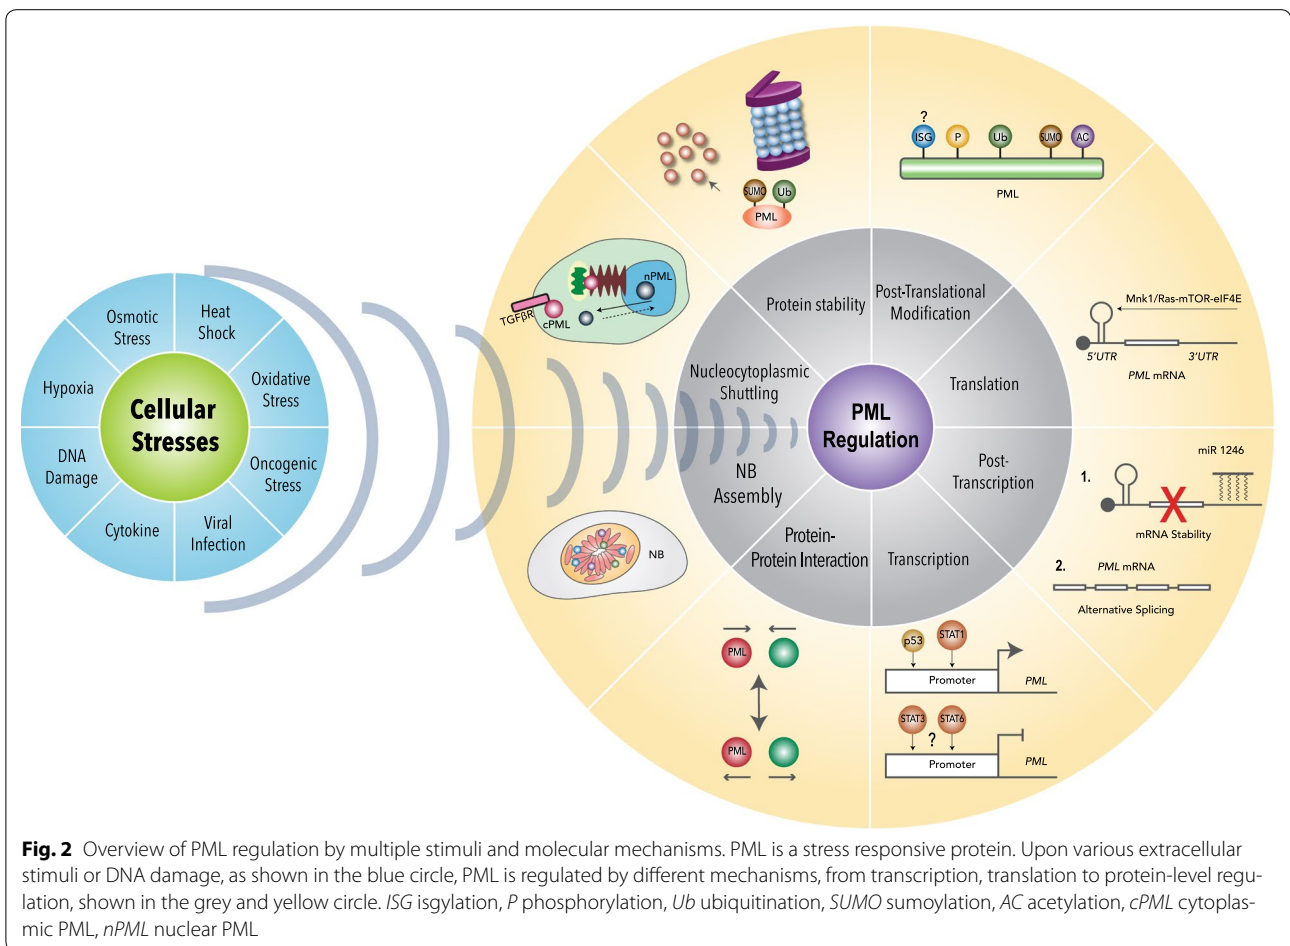 Osmotic
Stress
Heat
Shock
Hypoxia
Oxidative
Stress
Cellular
Stresses
DNA
Damage
Oncogenic
Stress
Cytokine
Viral
Infection
SUMO
Ub
PML
?
ISG
P
Ub
SUMO
AC
PML
nPML
TGFβR
cPML
Protein stability
Post-Translational
Modification
Mnk1/Ras-mTOR-eIF4E
5'UTR
3'UTR
PML mRNA
Nucleocytoplasmic
Shuttling
Translation
PML
Regulation
NB
Assembly
Post-
Transcription
miR 1246
1.
mRNA Stability
2.
PML mRNA
Alternative Splicing
Protein-
Protein Interaction
Transcription
NB
PML
PML
p53
STAT1
Promoter
PML
STAT3
STAT6
?
Promoter
PML
Fig. 2 Overview of PML regulation by multiple stimuli and molecular mechanisms. PML is a stress responsive protein. Upon various extracellular
stimuli or DNA damage, as shown in the blue circle, PML is regulated by different mechanisms, from transcription, translation to protein-level regu-
lation, shown in the grey and yellow circle. ISG isgylation, P phosphorylation, Ub ubiquitination, SUMO sumoylation, AC acetylation, cPML cytoplas-
mic PML, nPML nuclear PML